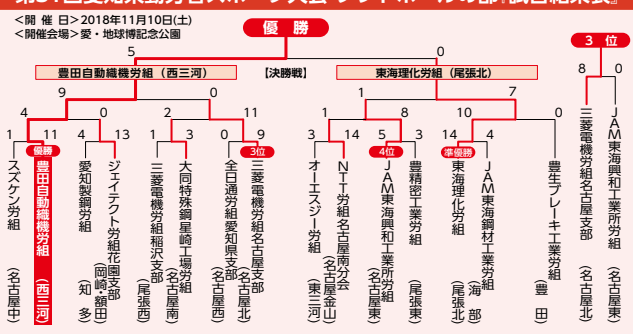 第31回愛知県勤労者スポーツ大会 ソフトボールの部『試合結果表』
<開 催 日>2018年11月10日(土)
<開催会場>愛・地球博記念公園
優 勝
5 0
豊田自動織機労組（西三河） 【決勝戦】 東海理化労組（尾張北）
9 0 1 7
4 0 2 11 1 8 10 0
1 11 4 13 1 3 0 9 3 14 5 3 14 4
優勝 3位 4位 準優勝
スズケン労組 （名古屋中）
豊田自動織機労組 （西三河）
愛知製鋼労組 （知 多）
ジェイテクト労組花園支部 （岡崎・額田）
三菱電機労組稲沢支部 （尾張西）
大同特殊鋼星崎工場労組 （名古屋南）
全日通労組愛知県支部 （名古屋西）
三菱電機労組名古屋支部 （名古屋北）
オーエスジー労組 （東三河）
NTT労組名古屋南分会 （名古屋金山）
JAM東海興和工業所労組 （名古屋東）
豊精密工業労組 （尾張東）
東海理化労組 （尾張北）
JAM東海鋼材工業労組 （海 部）
豊生ブレーキ工業労組 （豊 田）
3 位
8 0
三菱電機労組名古屋支部 （名古屋北）
JAM東海興和工業所労組 （名古屋東）